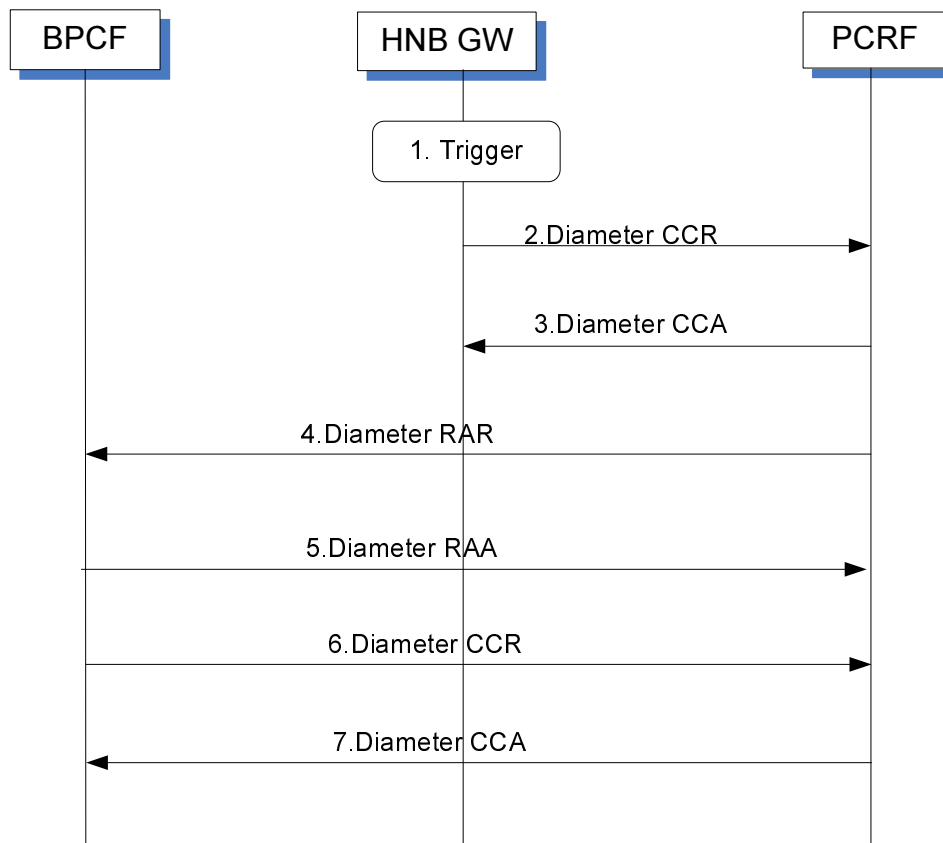 BPCF
HNB GW
PCRF
1. Trigger
2.Diameter CCR
3.Diameter CCA
4.Diameter RAR
5.Diameter RAA
6.Diameter CCR
7.Diameter CCA